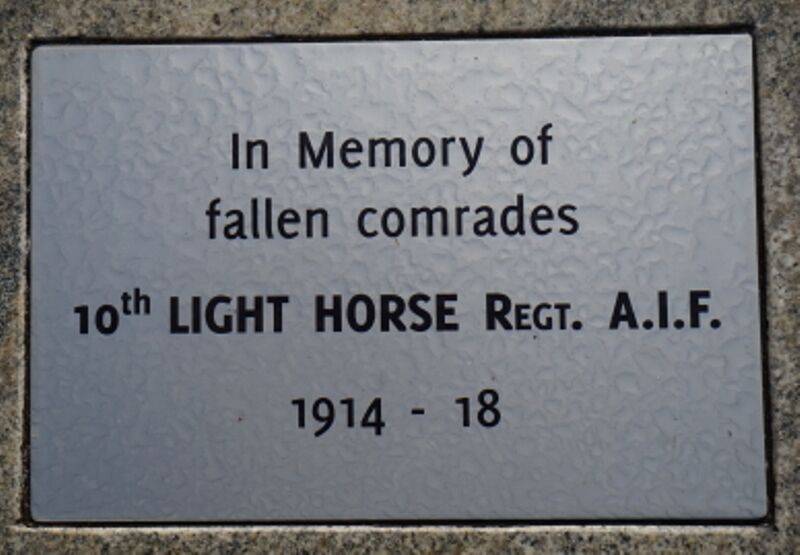 In Memory of
fallen comrades
10th LIGHT HORSE REGT. A.I.F.
1914 - 18